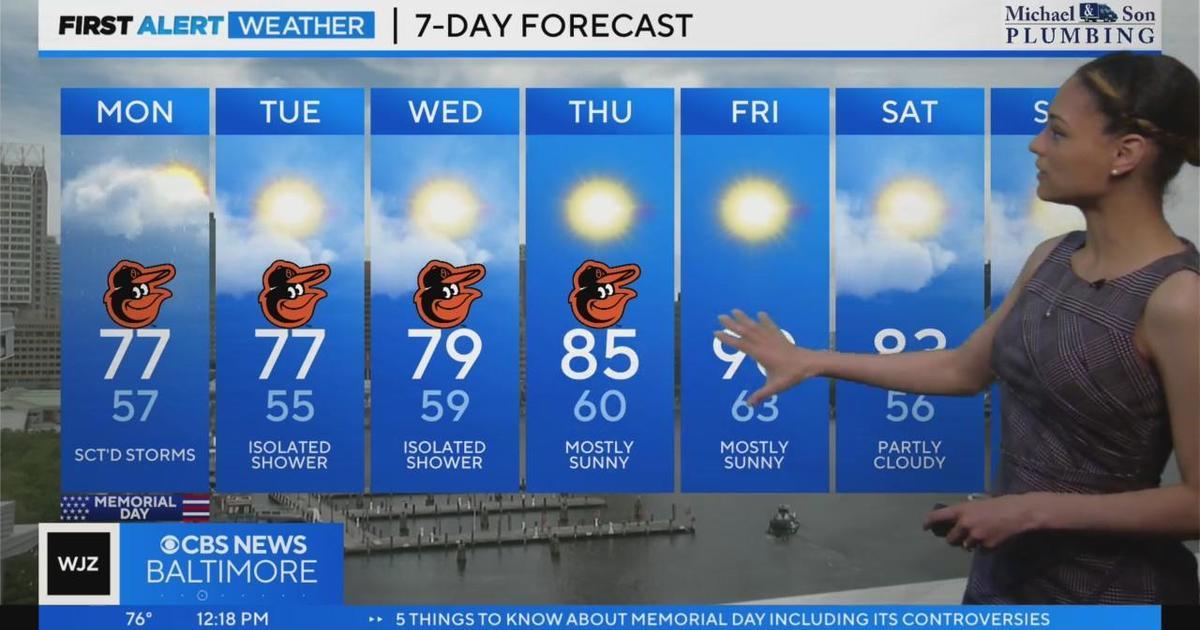 FIRST ALERT WEATHER | 7-DAY FORECAST
Michael & Son
PLUMBING
MON TUE WED THU FRI SAT
77 77 79 85
57 55 59 60 63 56
SCT'D STORMS
ISOLATED SHOWER
ISOLATED SHOWER
MOSTLY SUNNY
MOSTLY SUNNY
PARTLY CLOUDY
MEMORIAL
DAY
WJZ
CBS NEWS
BALTIMORE
76° 12:18 PM 5 THINGS TO KNOW ABOUT MEMORIAL DAY INCLUDING ITS CONTROVERSIES